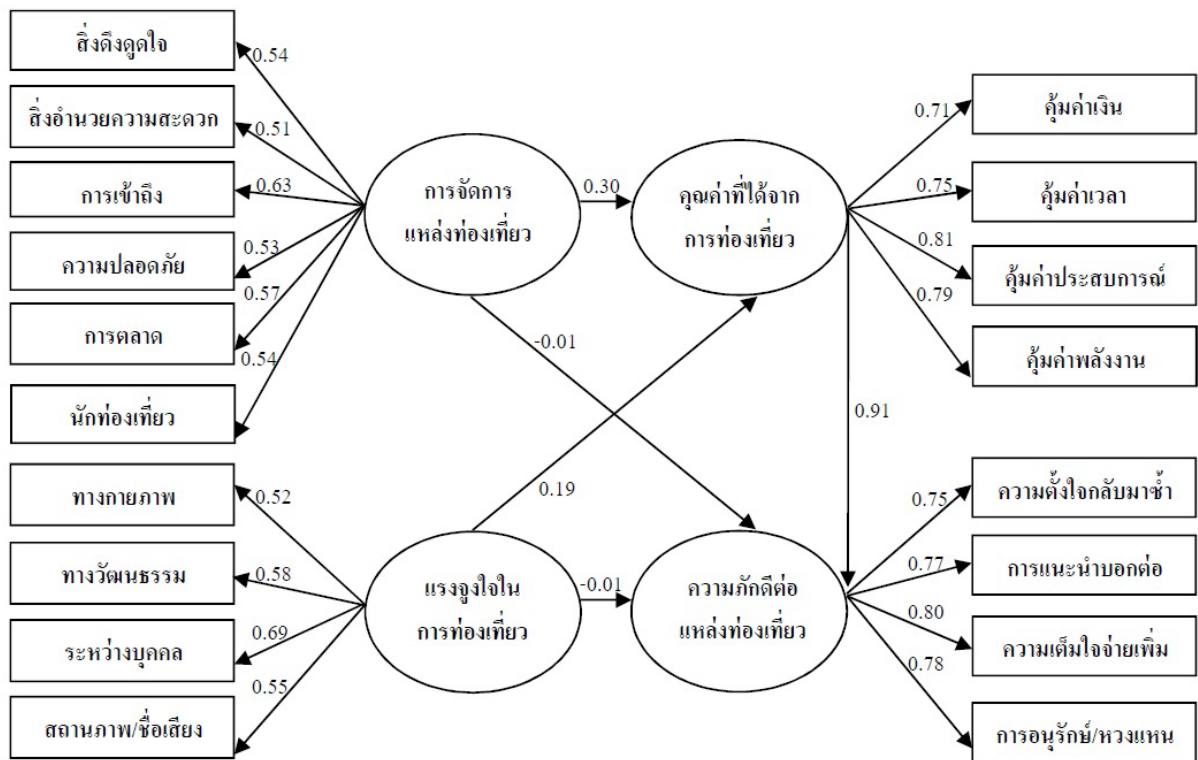 สิ่งดึงดูดใจ
สิ่งอำนวยความสะดวก
การเข้าถึง
ความปลอดภัย
การตลาด
นักท่องเที่ยว
0.54
0.51
0.63
0.53
0.57
0.54
การจัดการ
แหล่งท่องเที่ยว
0.30
คุณค่าที่ได้จาก
การท่องเที่ยว
0.71
0.75
0.81
0.79
คุ้มค่าเงิน
คุ้มค่าเวลา
คุ้มค่าประสบการณ์
คุ้มค่าพลังงาน
-0.01
0.19
0.91
ทางกายภาพ
ทางวัฒนธรรม
ระหว่างบุคคล
สถานภาพ/ชื่อเสียง
0.52
0.58
0.69
0.55
แรงจูงใจใน
การท่องเที่ยว
-0.01
ความภักดีต่อ
แหล่งท่องเที่ยว
0.75
0.77
0.80
0.78
ความตั้งใจกลับมาซ้ำ
การแนะนำบอกต่อ
ความเต็มใจจ่ายเพิ่ม
การอนุรักษ์/หวงแหน